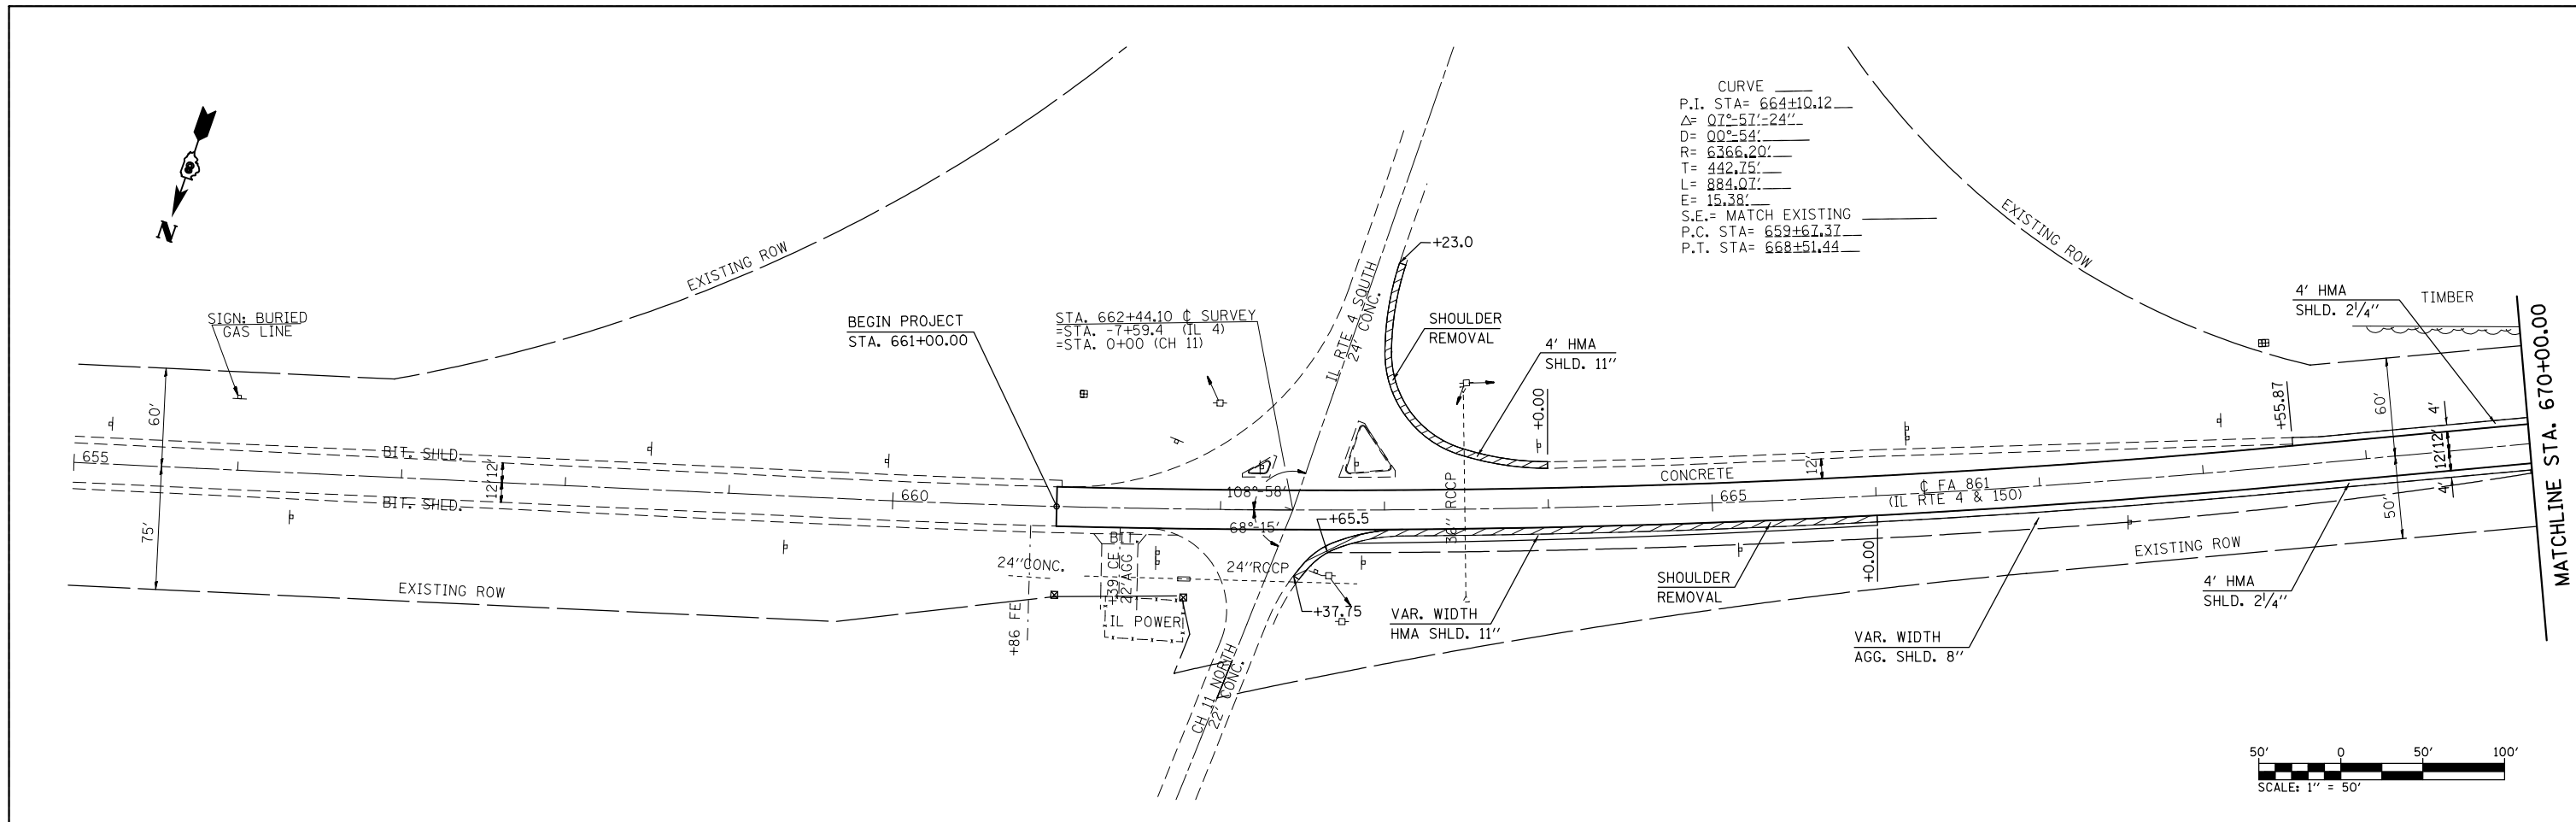 CURVE
P.I. STA= 664+10.12
Δ= 07°-57'-24"
D= 00°-54'
R= 6366.20'
T= 442.75'
L= 884.07'
E= 15.38'
S.E.= MATCH EXISTING
P.C. STA= 659+67.37
P.T. STA= 668+51.44
N
EXISTING ROW
EXISTING ROW
SIGN: BURIED
GAS LINE
BEGIN PROJECT
STA. 661+00.00
STA. 662+44.10 ℄ SURVEY
=STA. -7+59.4 (IL 4)
=STA. 0+00 (CH 11)
IL RTE 4 SOUTH
24' CONC.
+23.0
SHOULDER
REMOVAL
4' HMA
SHLD. 11"
+0.00
4' HMA
SHLD. 2¼"
TIMBER
MATCHLINE STA. 670+00.00
+55.87
60'
4'
12'
12'
4'
50'
60'
75'
655
BIT. SHLD.
BIT. SHLD.
12'
12'
660
108°-58'
68°-15'
+65.5
36" RCCP
CONCRETE
12'
665
℄ FA 861
(IL RTE 4 & 150)
EXISTING ROW
EXISTING ROW
24"CONC.
+86 FE
+39 CE
22'AGG
BIT.
IL POWER
24"RCCP
+37.75
VAR. WIDTH
HMA SHLD. 11"
SHOULDER
REMOVAL
+0.00
VAR. WIDTH
AGG. SHLD. 8"
4' HMA
SHLD. 2¼"
CH 11 NORTH
22' CONC.
50'
0
50'
100'
SCALE: 1" = 50'